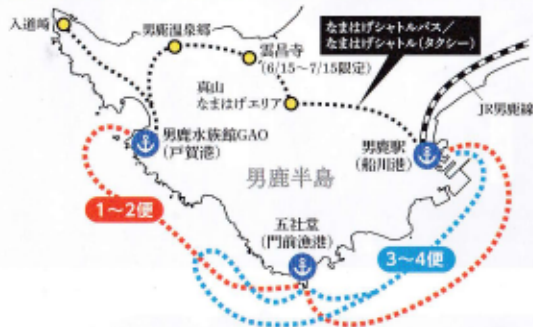 入道崎
男鹿温泉郷
雲昌寺
(6/15〜7/15限定)
なまはげシャトルバス／
なまはげシャトル(タクシー)
真山
なまはげエリア
JR男鹿線
男鹿水族館GAO
(戸賀港)
男鹿駅
(船川港)
男鹿半島
1〜2便
五社堂
(門前漁港)
3〜4便